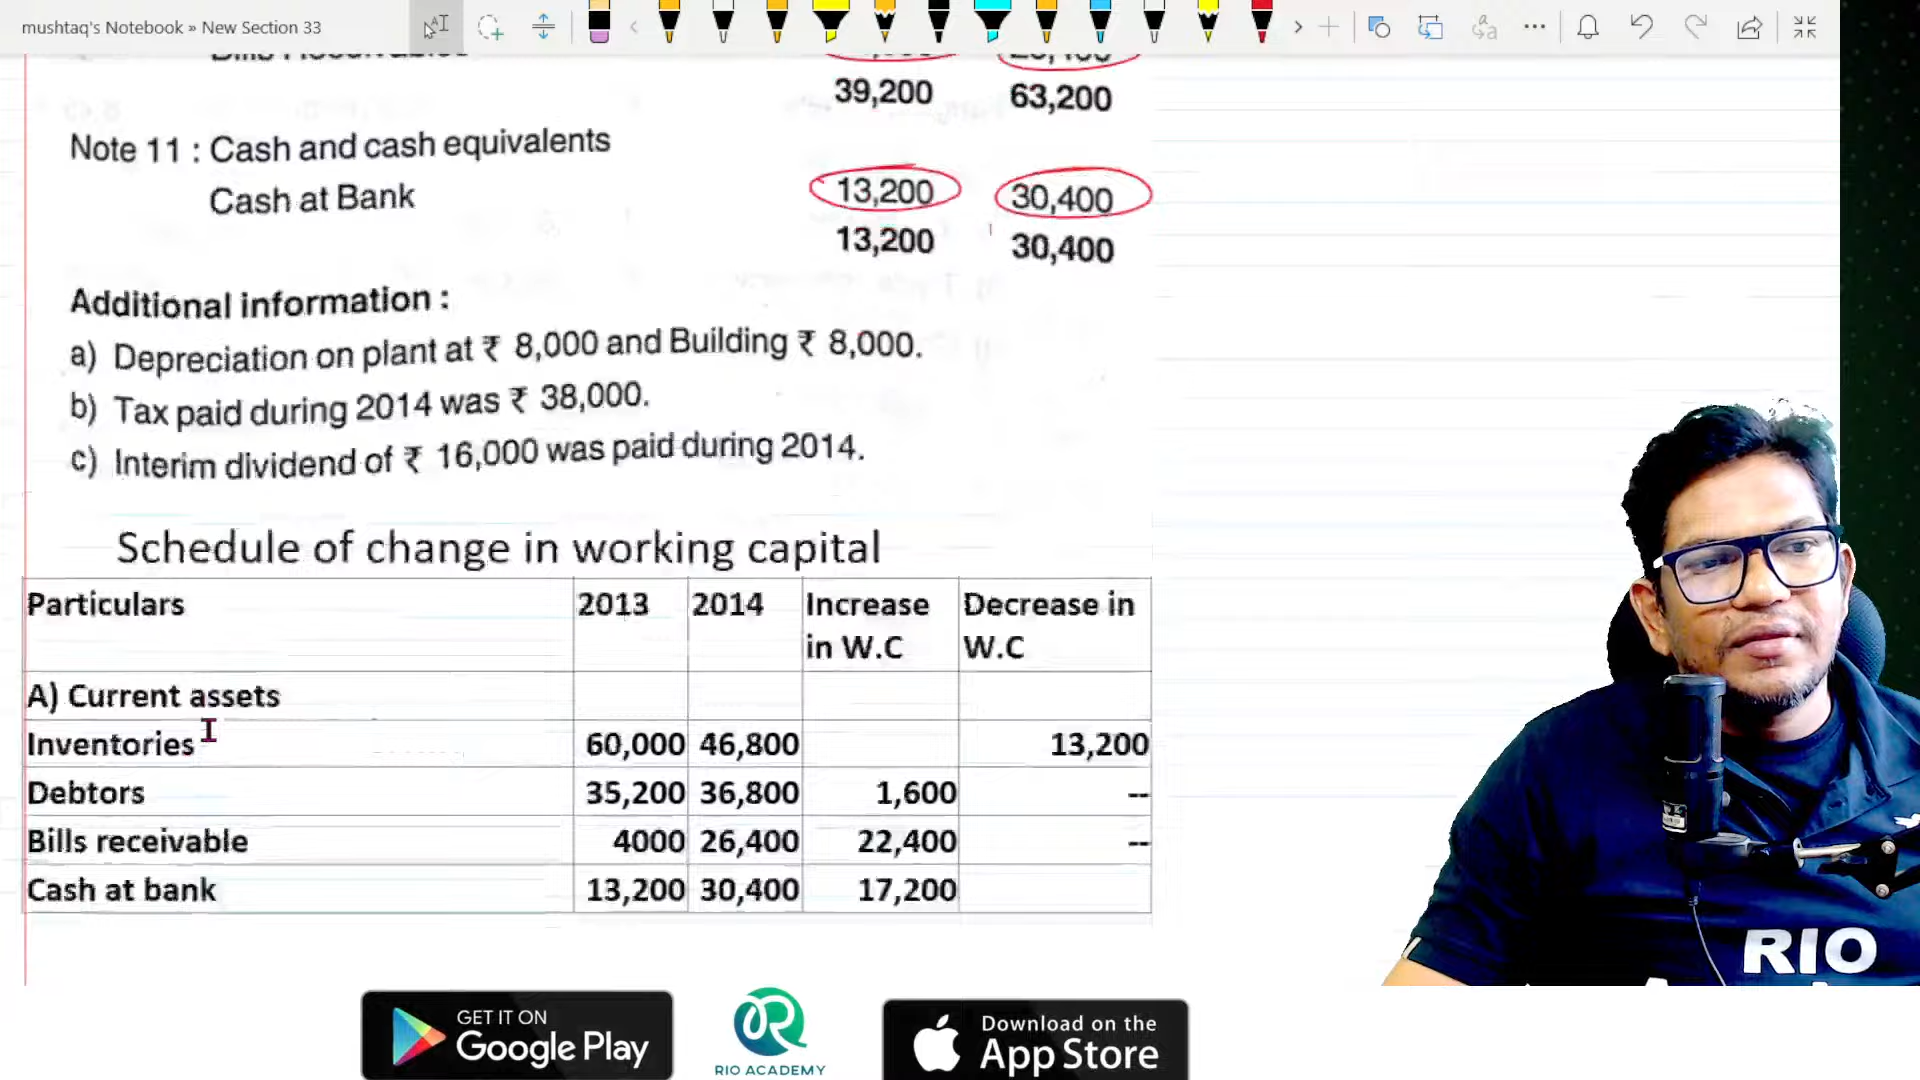 mushtaq's Notebook » New Section 33
39,200 63,200
Note 11 : Cash and cash equivalents
Cash at Bank 13,200 30,400
13,200 30,400
Additional information :
a) Depreciation on plant at ₹ 8,000 and Building ₹ 8,000.
b) Tax paid during 2014 was ₹ 38,000.
c) Interim dividend of ₹ 16,000 was paid during 2014.
Schedule of change in working capital
Particulars 2013 2014 Increase in W.C Decrease in W.C
A) Current assets
Inventories 60,000 46,800 13,200
Debtors 35,200 36,800 1,600 --
Bills receivable 4000 26,400 22,400 --
Cash at bank 13,200 30,400 17,200
RIO
GET IT ON
Google Play
RIO ACADEMY
Download on the
App Store